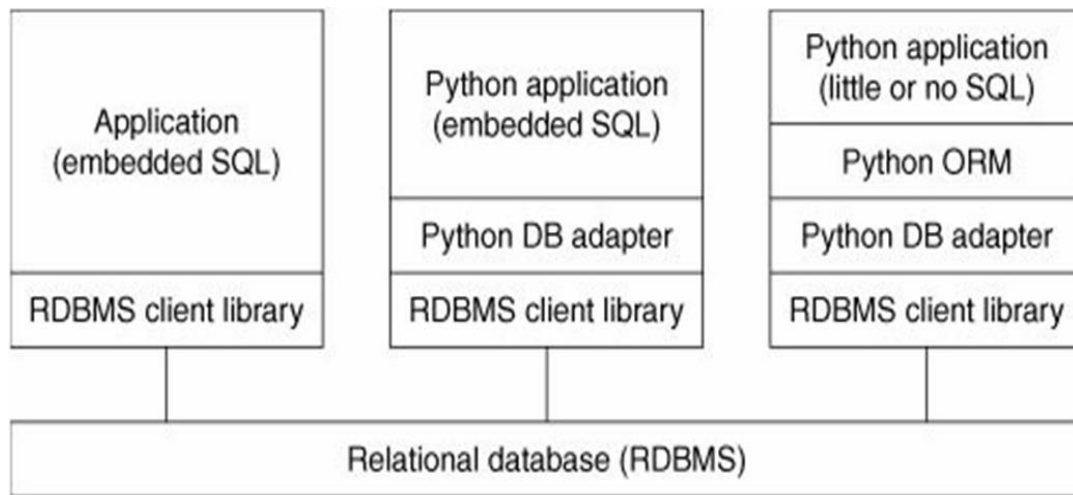 Application
(embedded SQL)
RDBMS client library
Python application
(embedded SQL)
Python DB adapter
RDBMS client library
Python application
(little or no SQL)
Python ORM
Python DB adapter
RDBMS client library
Relational database (RDBMS)